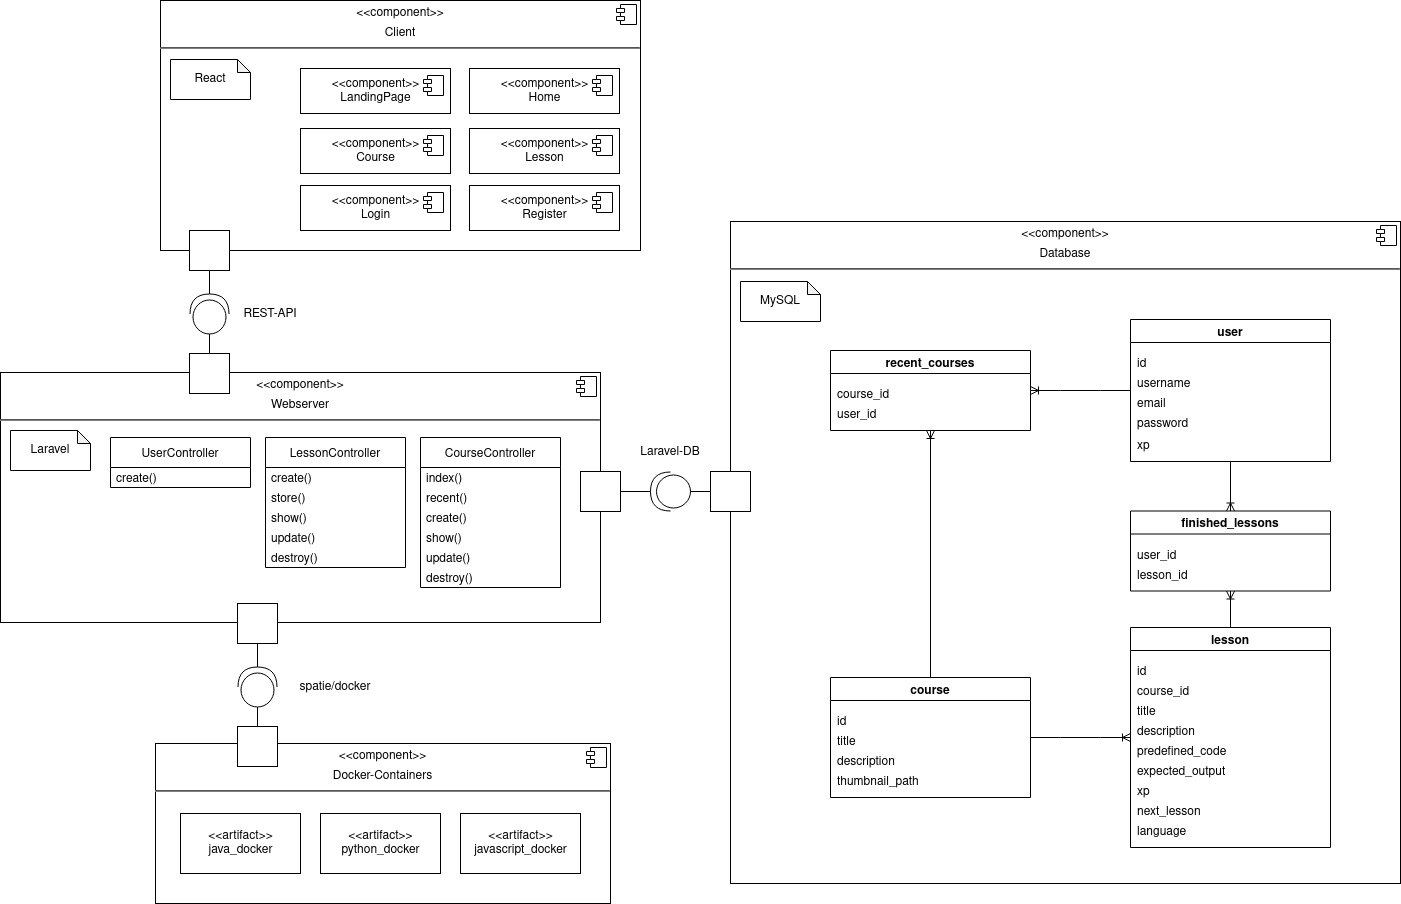 <<component>>
Client
React
<<component>>
LandingPage
<<component>>
Home
<<component>>
Course
<<component>>
Lesson
<<component>>
Login
<<component>>
Register
REST-API
<<component>>
Webserver
Laravel
UserController
create()
LessonController
create()
store()
show()
update()
destroy()
CourseController
index()
recent()
create()
show()
update()
destroy()
Laravel-DB
spatie/docker
<<component>>
Docker-Containers
<<artifact>>
java_docker
<<artifact>>
python_docker
<<artifact>>
javascript_docker
<<component>>
Database
MySQL
recent_courses
course_id
user_id
user
id
username
email
password
xp
finished_lessons
user_id
lesson_id
course
id
title
description
thumbnail_path
lesson
id
course_id
title
description
predefined_code
expected_output
xp
next_lesson
language